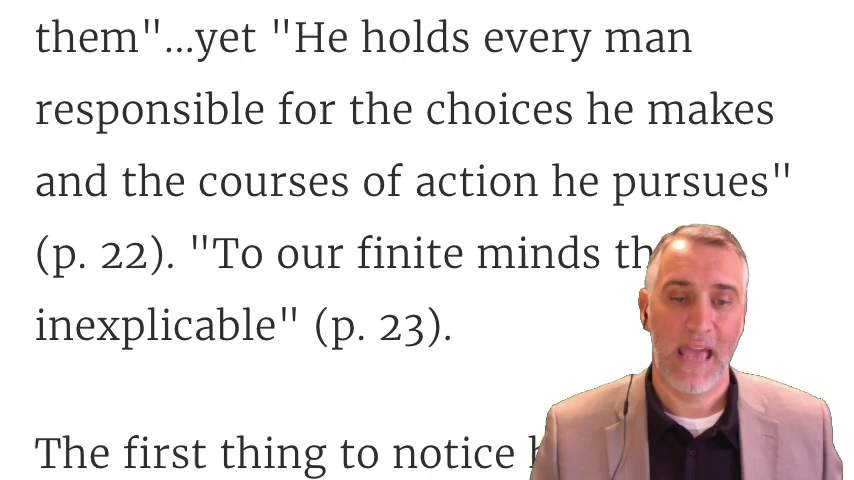 them"...yet "He holds every man
responsible for the choices he makes
and the courses of action he pursues"
(p. 22). "To our finite minds
inexplicable" (p. 23).
The first thing to notice